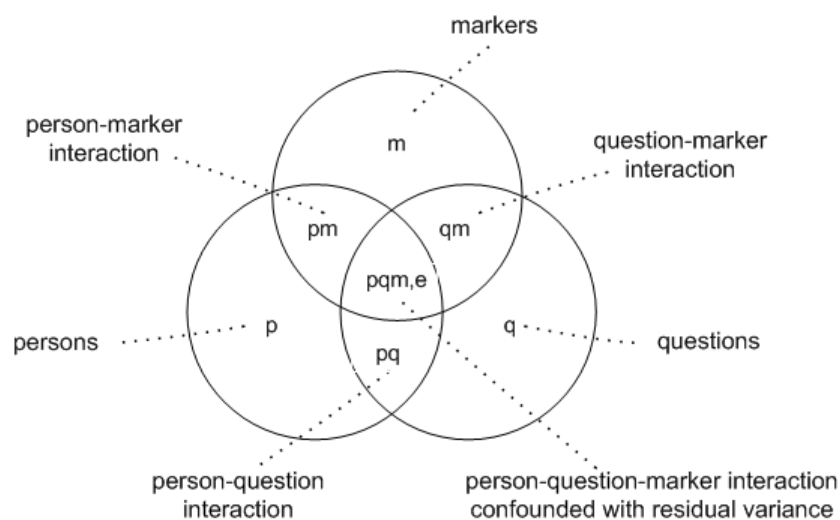 markers
person-marker
interaction
m
question-marker
interaction
pm
qm
pqm,e
persons
p
q
questions
pq
person-question
interaction
person-question-marker interaction
confounded with residual variance